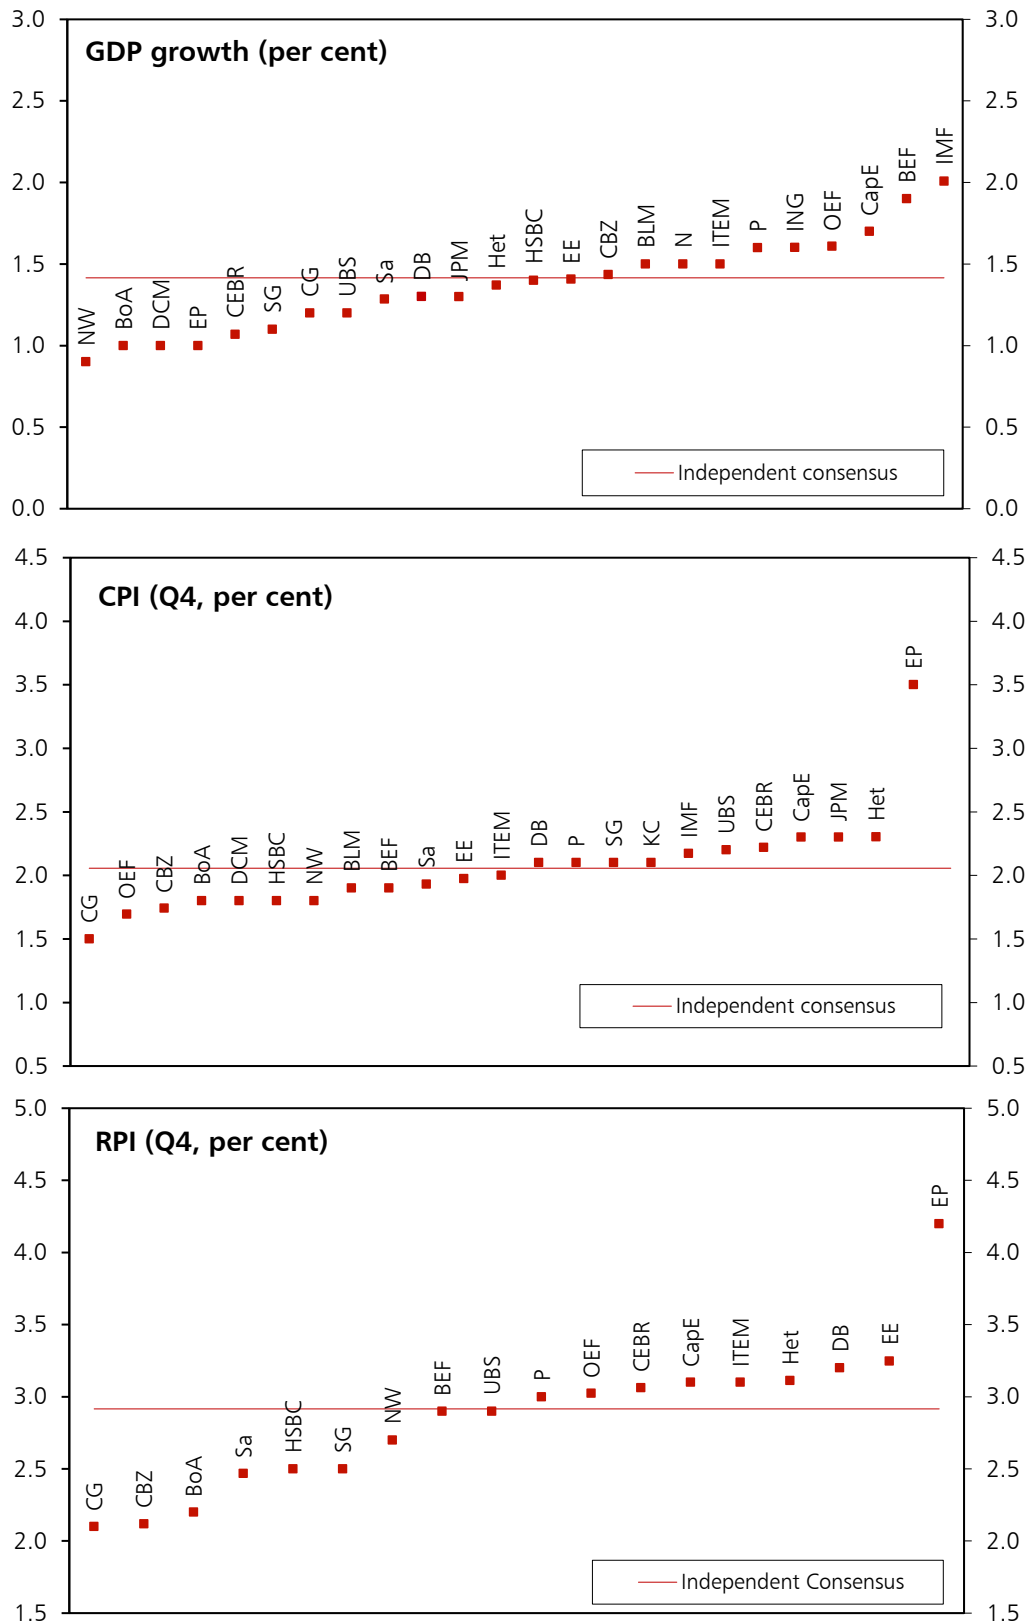 GDP growth (per cent)
3.0 3.0
2.5 2.5
2.0 2.0
1.5 1.5
1.0 1.0
0.5 0.5
0.0 0.0
NW BoA DCM EP CEBR SG CG UBS Sa DB JPM Het HSBC EE CBZ BLM N ITEM P ING OEF CapE BEF IMF
Independent consensus
CPI (Q4, per cent)
4.5 4.5
4.0 4.0
3.5 3.5
3.0 3.0
2.5 2.5
2.0 2.0
1.5 1.5
1.0 1.0
0.5 0.5
CG OEF CBZ BoA DCM HSBC NW BLM BEF Sa EE ITEM DB P SG KC IMF UBS CEBR CapE JPM Het EP
Independent consensus
RPI (Q4, per cent)
5.0 5.0
4.5 4.5
4.0 4.0
3.5 3.5
3.0 3.0
2.5 2.5
2.0 2.0
1.5 1.5
CG CBZ BoA Sa HSBC SG NW BEF UBS P OEF CEBR CapE ITEM Het DB EE EP
Independent Consensus